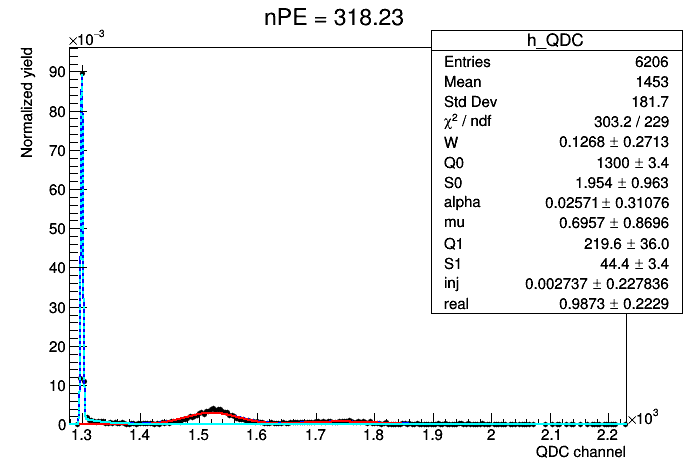 nPE = 318.23
×10⁻³
Normalized yield
90
80
70
60
50
40
30
20
10
0
1.3 1.4 1.5 1.6 1.7 1.8 1.9 2 2.1 2.2
×10³
QDC channel
h_QDC
Entries 6206
Mean 1453
Std Dev 181.7
χ² / ndf 303.2 / 229
W 0.1268 ± 0.2713
Q0 1300 ± 3.4
S0 1.954 ± 0.963
alpha 0.02571 ± 0.31076
mu 0.6957 ± 0.8696
Q1 219.6 ± 36.0
S1 44.4 ± 3.4
inj 0.002737 ± 0.227836
real 0.9873 ± 0.2229